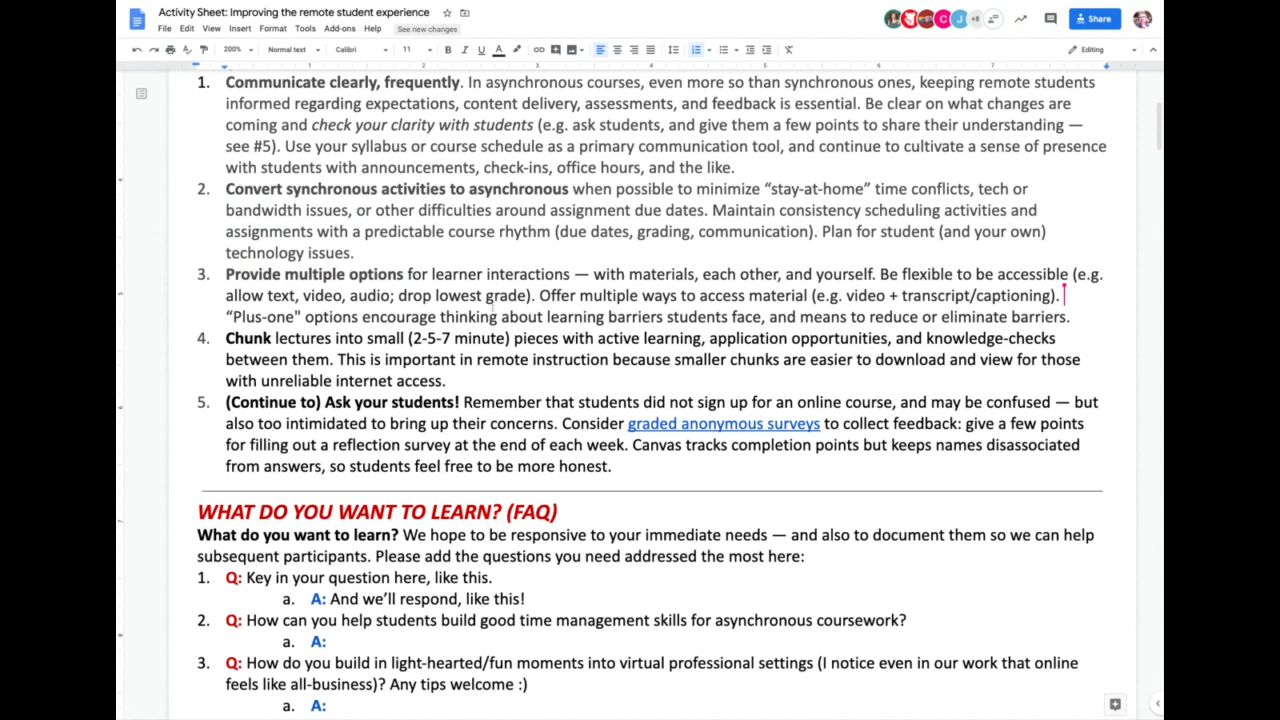 Activity Sheet: Improving the remote student experience
File Edit View Insert Format Tools Add-ons Help See new changes
C J +8 Share
200% Normal text Calibri 11 B I U A Editing
1 2 3 4 5 6 7
1. Communicate clearly, frequently. In asynchronous courses, even more so than synchronous ones, keeping remote students
informed regarding expectations, content delivery, assessments, and feedback is essential. Be clear on what changes are
coming and check your clarity with students (e.g. ask students, and give them a few points to share their understanding —
see #5). Use your syllabus or course schedule as a primary communication tool, and continue to cultivate a sense of presence
with students with announcements, check-ins, office hours, and the like.
2. Convert synchronous activities to asynchronous when possible to minimize “stay-at-home” time conflicts, tech or
bandwidth issues, or other difficulties around assignment due dates. Maintain consistency scheduling activities and
assignments with a predictable course rhythm (due dates, grading, communication). Plan for student (and your own)
technology issues.
3. Provide multiple options for learner interactions — with materials, each other, and yourself. Be flexible to be accessible (e.g.
allow text, video, audio; drop lowest grade). Offer multiple ways to access material (e.g. video + transcript/captioning).
“Plus-one" options encourage thinking about learning barriers students face, and means to reduce or eliminate barriers.
4. Chunk lectures into small (2-5-7 minute) pieces with active learning, application opportunities, and knowledge-checks
between them. This is important in remote instruction because smaller chunks are easier to download and view for those
with unreliable internet access.
5. (Continue to) Ask your students! Remember that students did not sign up for an online course, and may be confused — but
also too intimidated to bring up their concerns. Consider graded anonymous surveys to collect feedback: give a few points
for filling out a reflection survey at the end of each week. Canvas tracks completion points but keeps names disassociated
from answers, so students feel free to be more honest.
WHAT DO YOU WANT TO LEARN? (FAQ)
What do you want to learn? We hope to be responsive to your immediate needs — and also to document them so we can help
subsequent participants. Please add the questions you need addressed the most here:
1. Q: Key in your question here, like this.
a. A: And we’ll respond, like this!
2. Q: How can you help students build good time management skills for asynchronous coursework?
a. A:
3. Q: How do you build in light-hearted/fun moments into virtual professional settings (I notice even in our work that online
feels like all-business)? Any tips welcome :)
a. A: